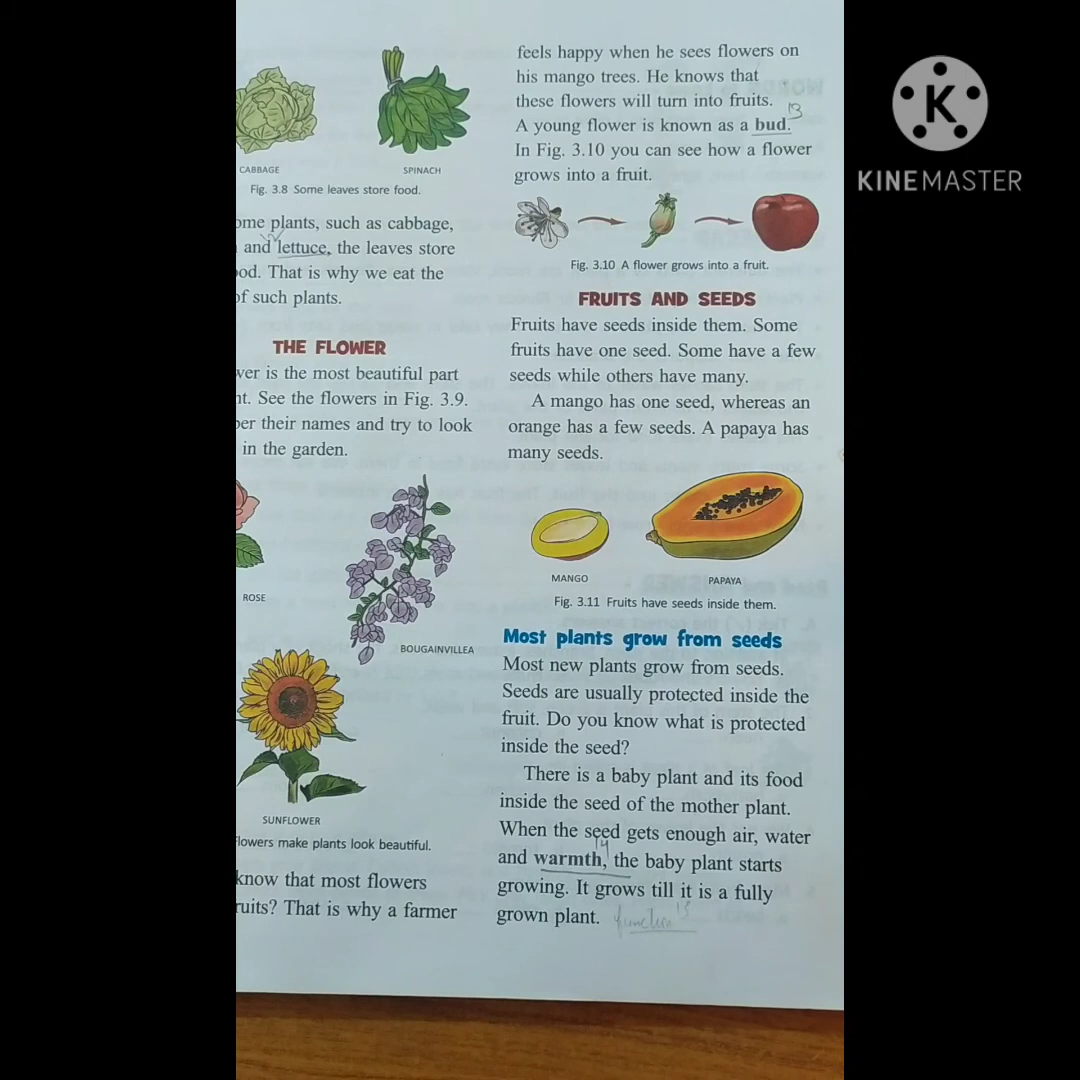 CABBAGE
SPINACH
Fig. 3.8 Some leaves store food.
ome plants, such as cabbage,
and lettuce, the leaves store
od. That is why we eat the
of such plants.
THE FLOWER
wer is the most beautiful part
nt. See the flowers in Fig. 3.9.
ber their names and try to look
in the garden.
ROSE
BOUGAINVILLEA
SUNFLOWER
lowers make plants look beautiful.
know that most flowers
ruits? That is why a farmer
feels happy when he sees flowers on
his mango trees. He knows that
these flowers will turn into fruits.
13
A young flower is known as a bud.
In Fig. 3.10 you can see how a flower
grows into a fruit.
Fig. 3.10 A flower grows into a fruit.
FRUITS AND SEEDS
Fruits have seeds inside them. Some
fruits have one seed. Some have a few
seeds while others have many.
A mango has one seed, whereas an
orange has a few seeds. A papaya has
many seeds.
MANGO
PAPAYA
Fig. 3.11 Fruits have seeds inside them.
Most plants grow from seeds
Most new plants grow from seeds.
Seeds are usually protected inside the
fruit. Do you know what is protected
inside the seed?
There is a baby plant and its food
inside the seed of the mother plant.
When the seed gets enough air, water
14
and warmth, the baby plant starts
growing. It grows till it is a fully
grown plant.
function 15
K
KINEMASTER